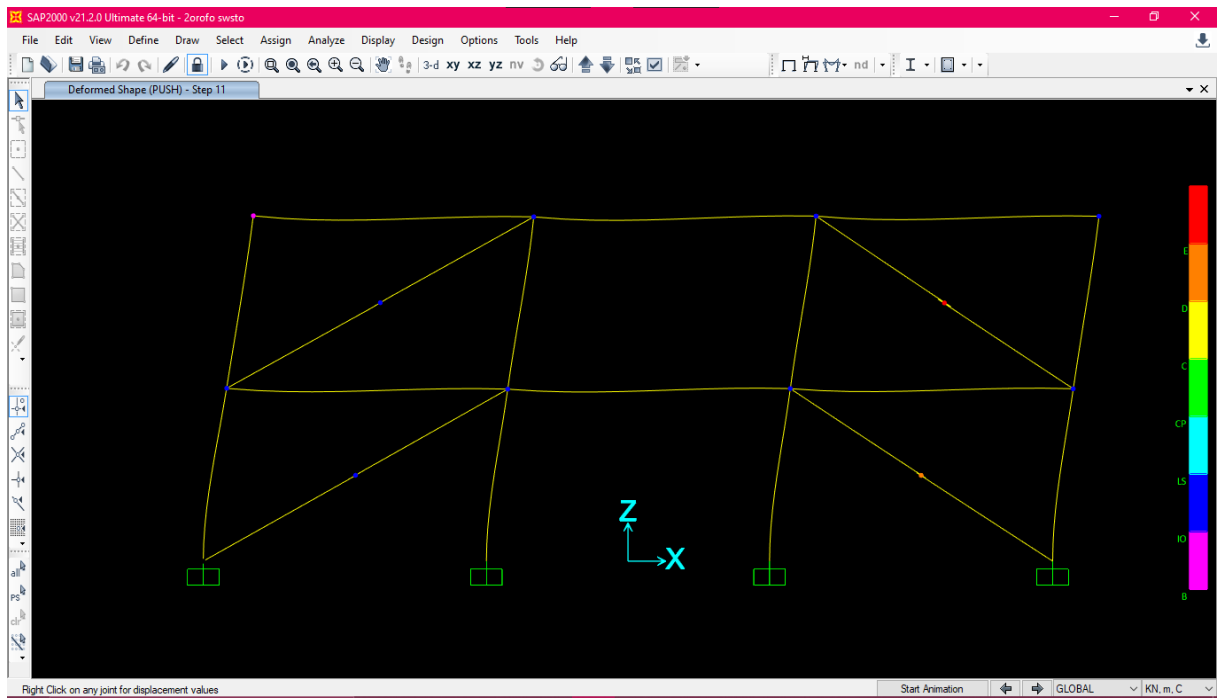 SAP2000 v21.2.0 Ultimate 64-bit - 2orofo swsto
File Edit View Define Draw Select Assign Analyze Display Design Options Tools Help
3-d xy xz yz nv nd
Deformed Shape (PUSH) - Step 11
E
D
C
CP
LS
IO
B
Z
X
all
PS
clr
Right Click on any joint for displacement values
Start Animation
GLOBAL
KN, m, C